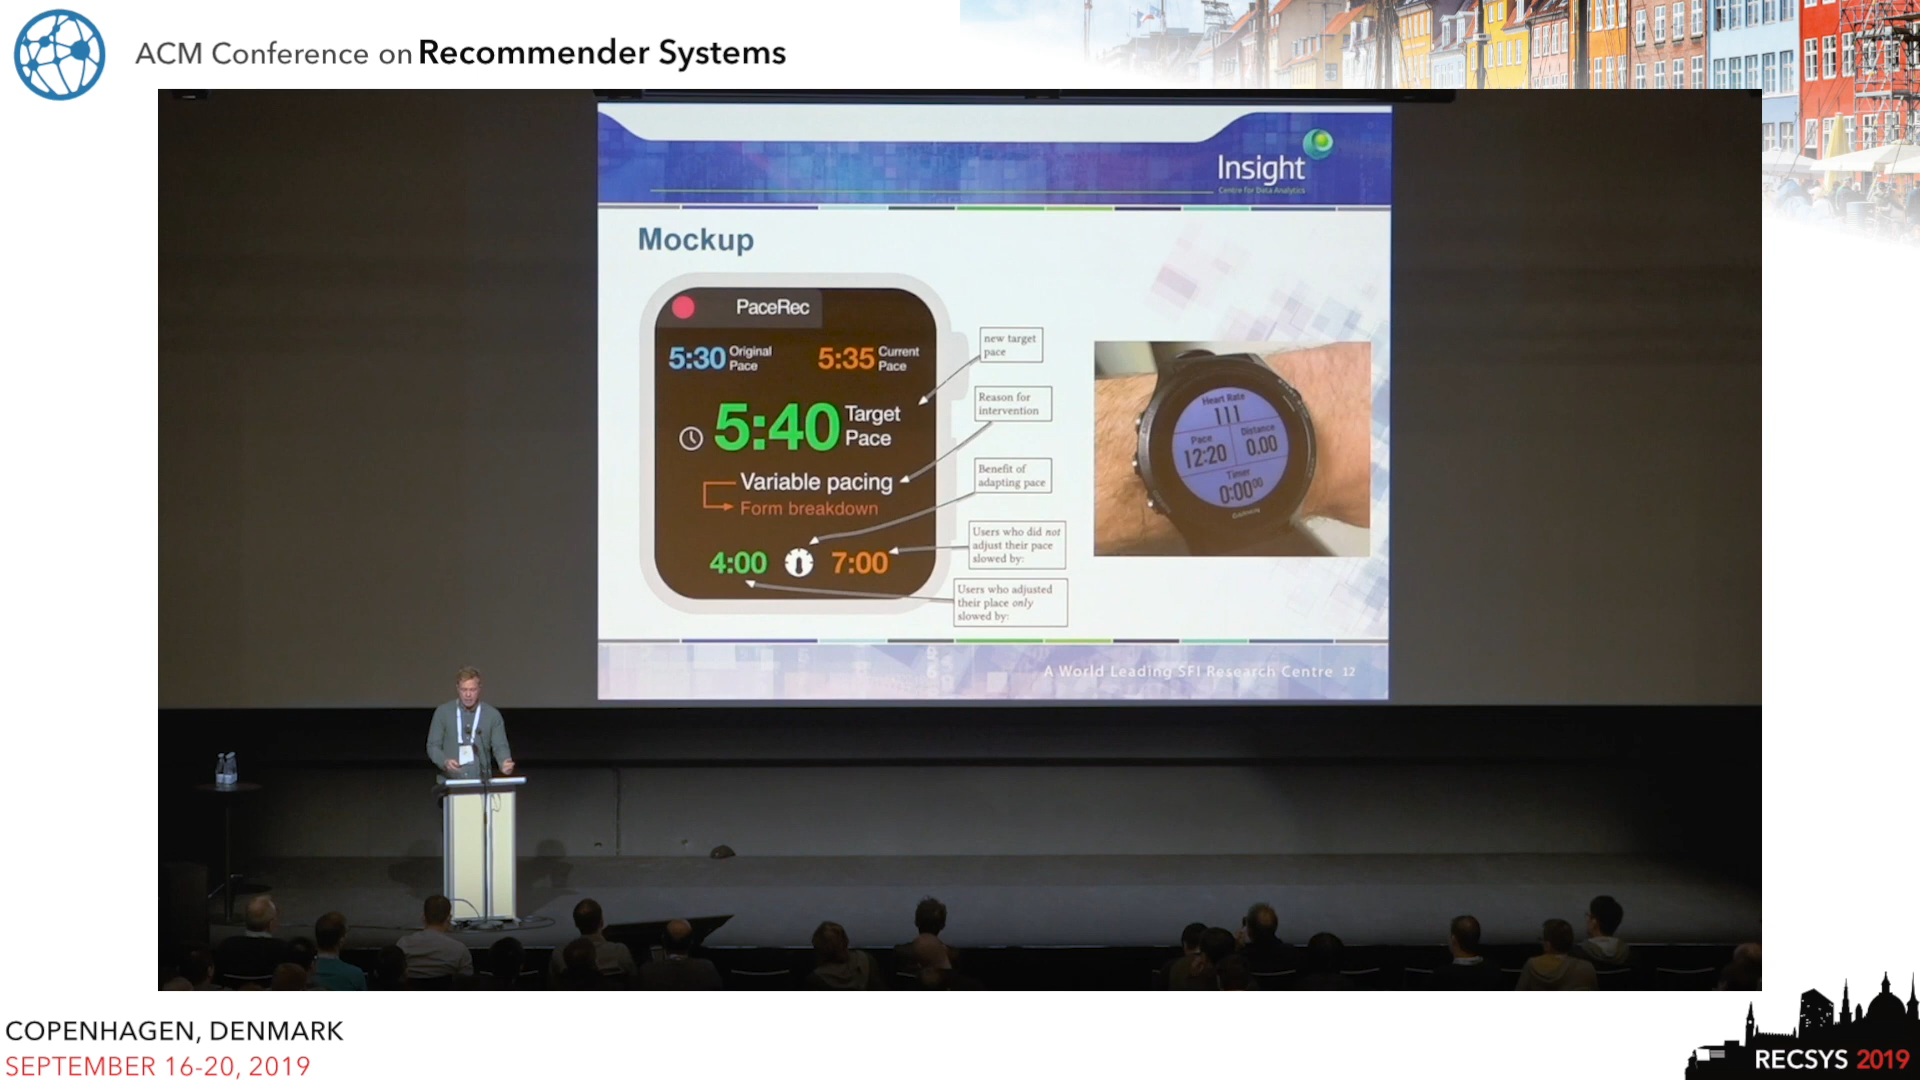 ACM Conference on Recommender Systems
Insight
Centre for Data Analytics
Mockup
PaceRec
5:30 Original
Pace
5:35 Current
Pace
5:40 Target
Pace
Variable pacing
Form breakdown
4:00
7:00
new target
pace
Reason for
intervention
Benefit of
adapting pace
Users who did not
adjust their pace
slowed by:
Users who adjusted
their place only
slowed by:
Heart Rate
111
Pace
12:20
Distance
0.00
Timer
0:00⁰⁰
GARMIN
A World Leading SFI Research Centre 12
COPENHAGEN, DENMARK
SEPTEMBER 16-20, 2019
RECSYS 2019